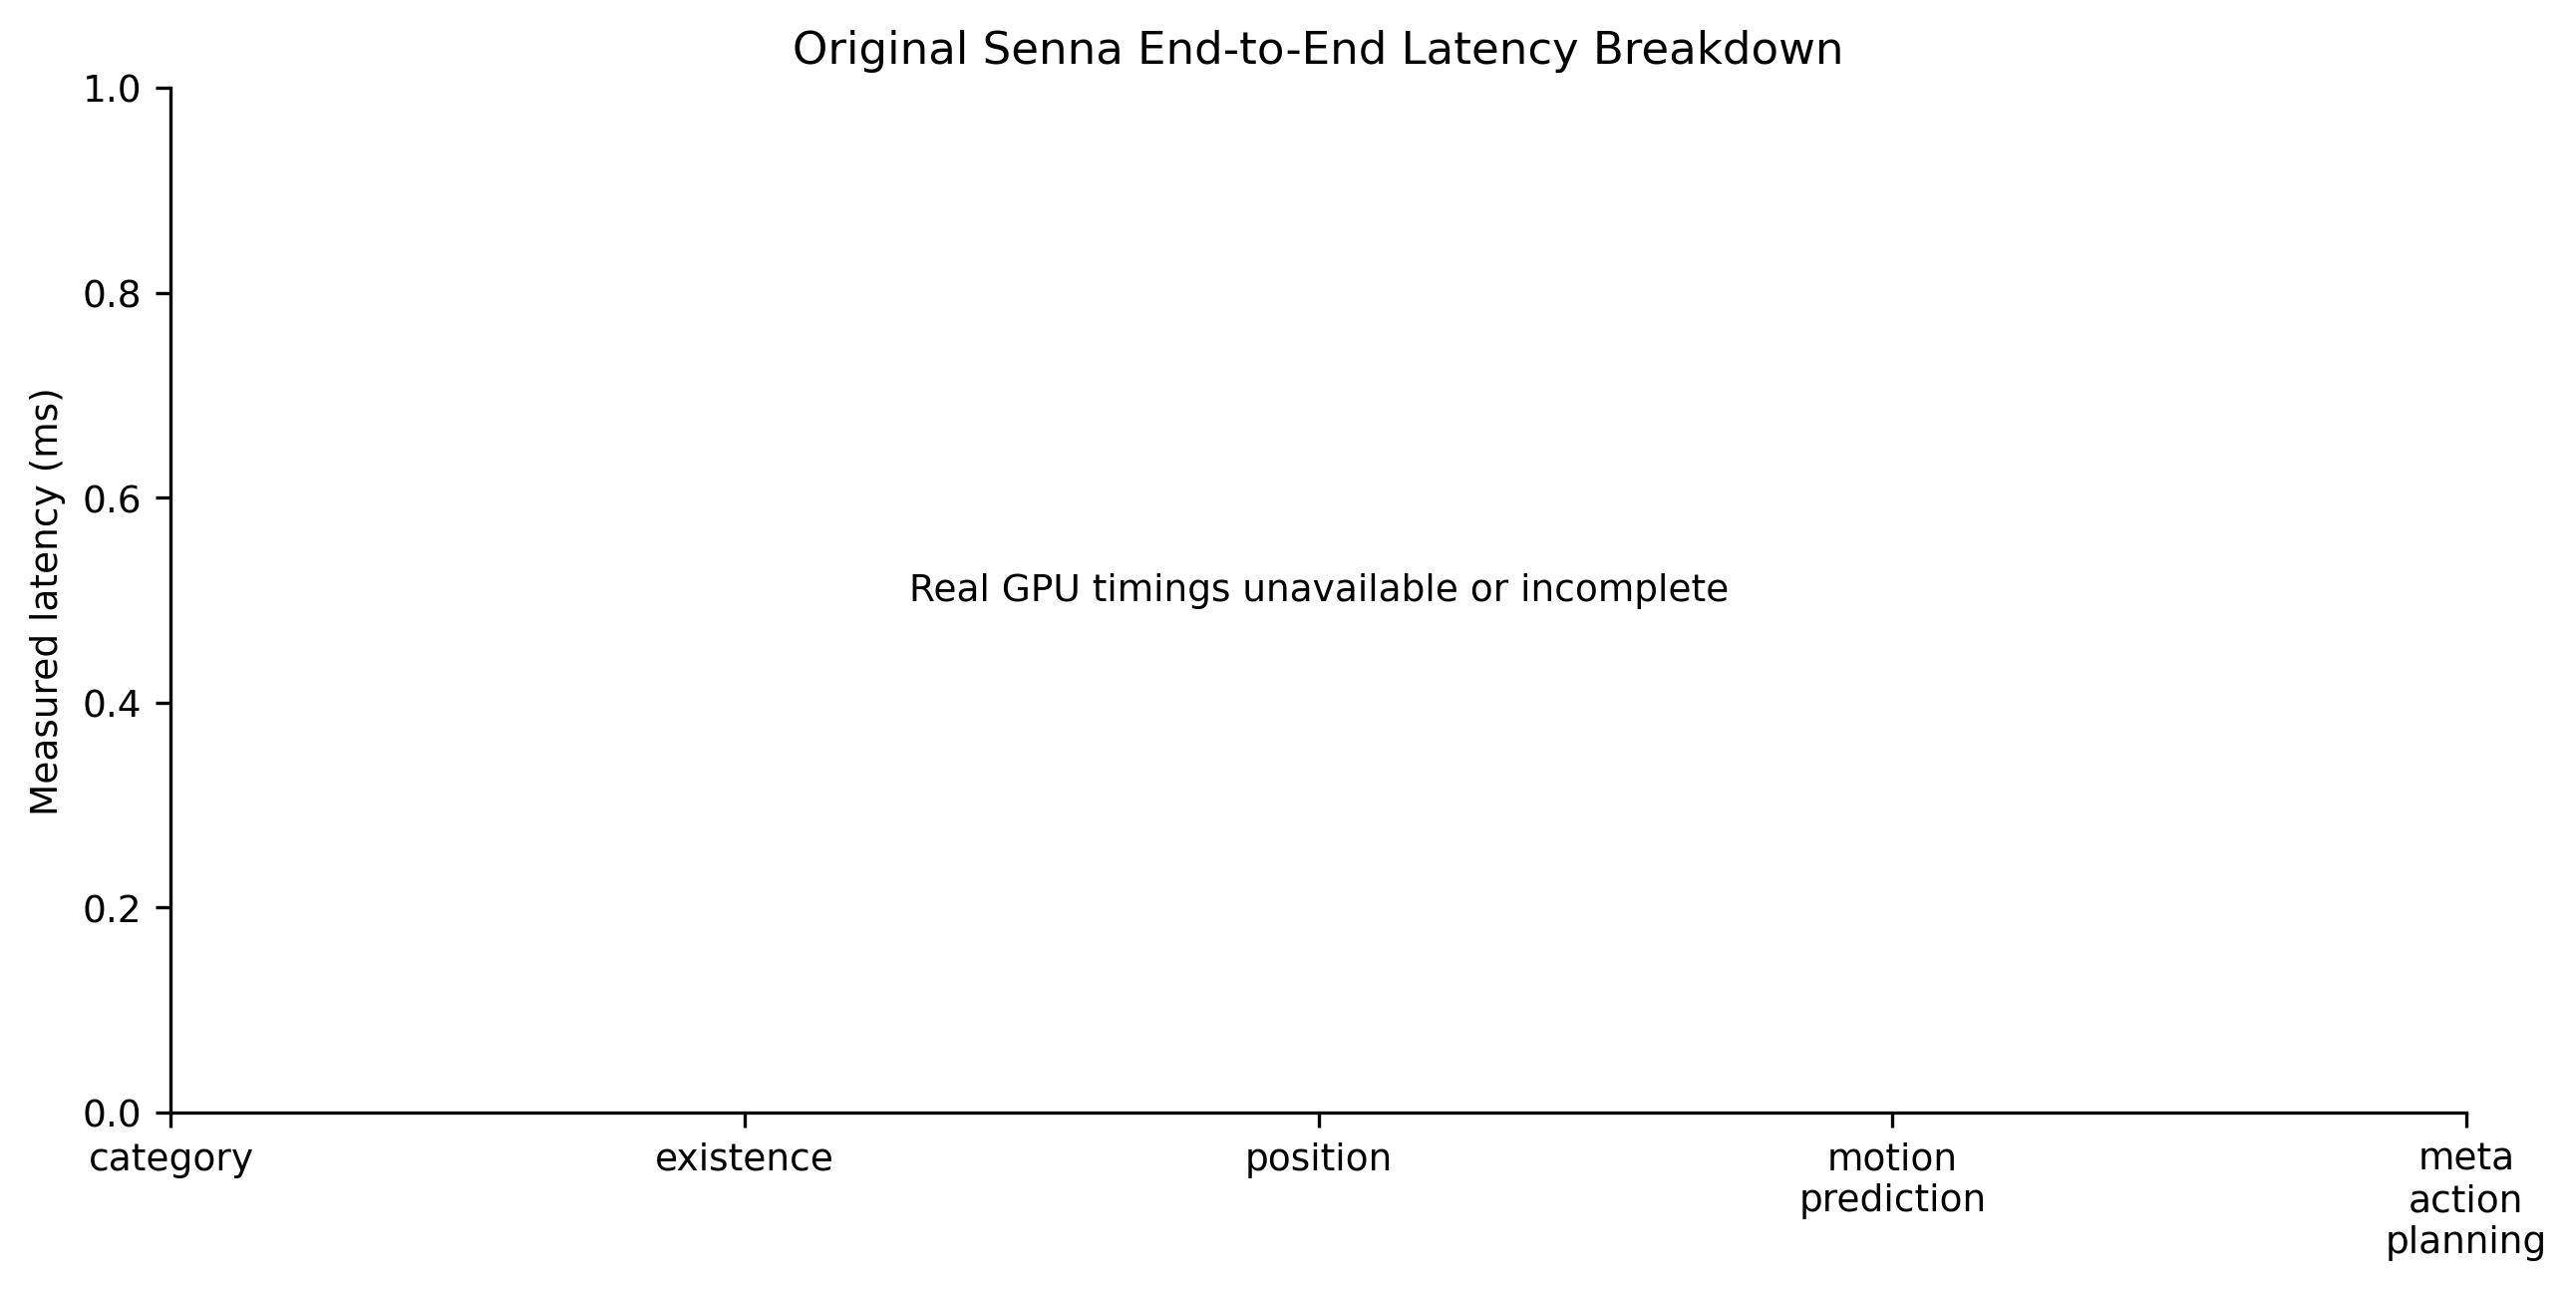 Original Senna End-to-End Latency Breakdown
1.0
0.8
0.6
0.4
0.2
0.0
Measured latency (ms)
Real GPU timings unavailable or incomplete
category
existence
position
motion
prediction
meta
action
planning